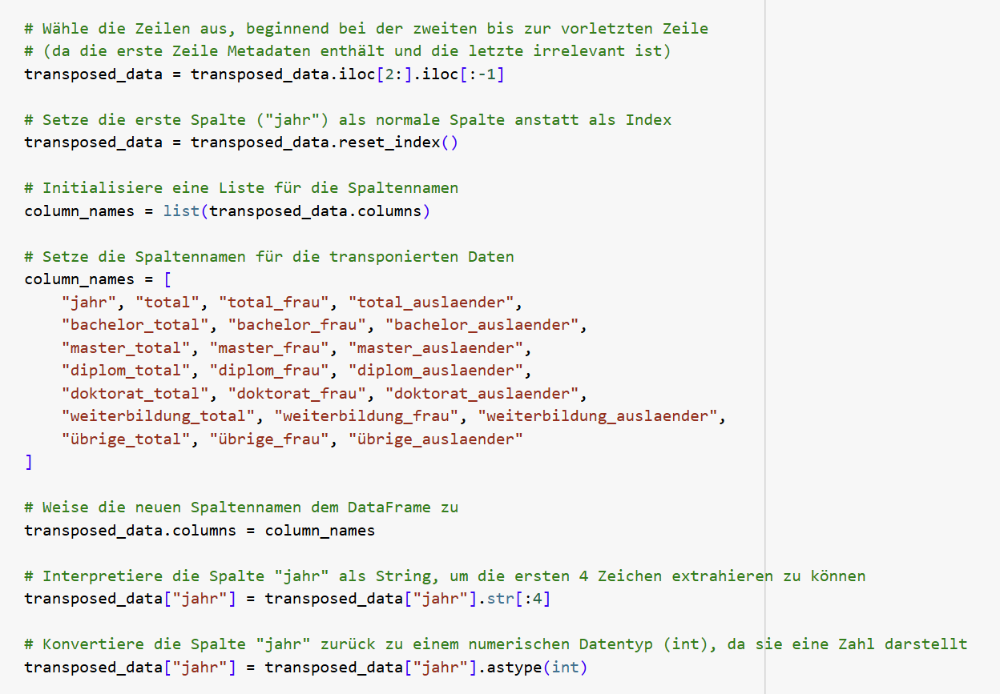 # Wähle die Zeilen aus, beginnend bei der zweiten bis zur vorletzten Zeile
# (da die erste Zeile Metadaten enthält und die letzte irrelevant ist)
transposed_data = transposed_data.iloc[2:].iloc[:-1]
# Setze die erste Spalte ("jahr") als normale Spalte anstatt als Index
transposed_data = transposed_data.reset_index()
# Initialisiere eine Liste für die Spaltennamen
column_names = list(transposed_data.columns)
# Setze die Spaltennamen für die transponierten Daten
column_names = [
    "jahr", "total", "total_frau", "total_auslaender",
    "bachelor_total", "bachelor_frau", "bachelor_auslaender",
    "master_total", "master_frau", "master_auslaender",
    "diplom_total", "diplom_frau", "diplom_auslaender",
    "doktorat_total", "doktorat_frau", "doktorat_auslaender",
    "weiterbildung_total", "weiterbildung_frau", "weiterbildung_auslaender",
    "übrige_total", "übrige_frau", "übrige_auslaender"
]
# Weise die neuen Spaltennamen dem DataFrame zu
transposed_data.columns = column_names
# Interpretiere die Spalte "jahr" als String, um die ersten 4 Zeichen extrahieren zu können
transposed_data["jahr"] = transposed_data["jahr"].str[:4]
# Konvertiere die Spalte "jahr" zurück zu einem numerischen Datentyp (int), da sie eine Zahl darstellt
transposed_data["jahr"] = transposed_data["jahr"].astype(int)